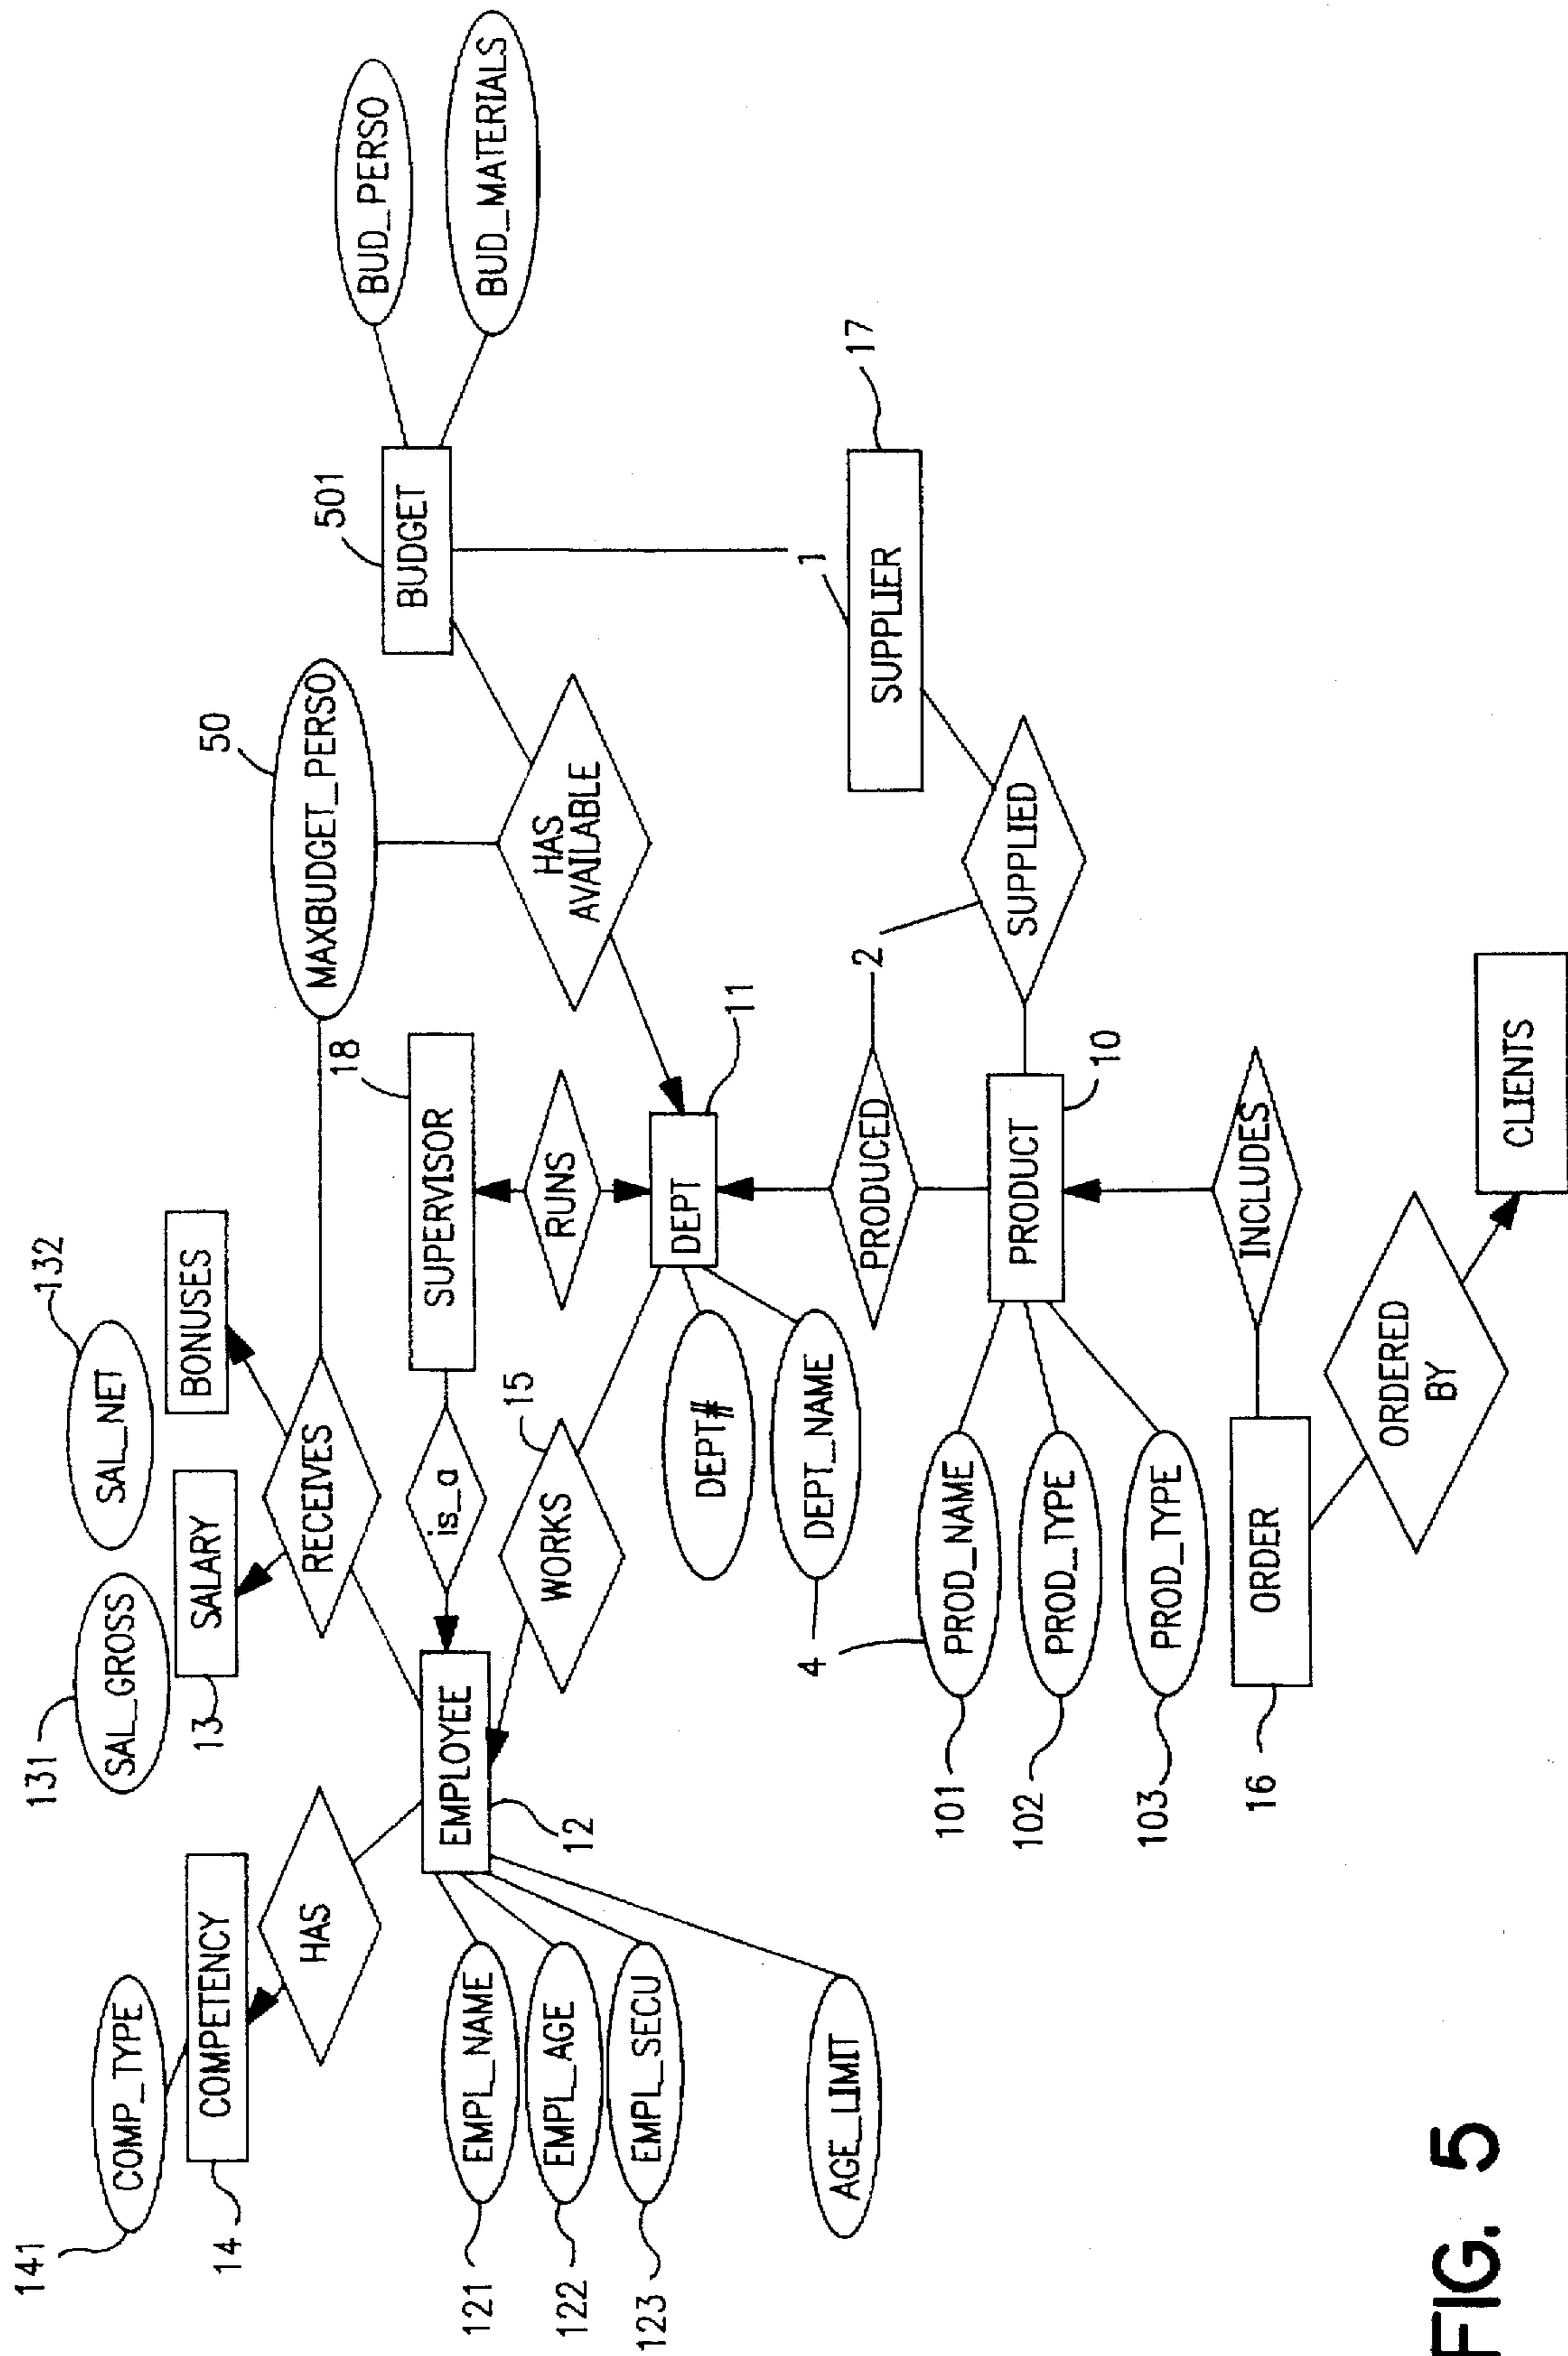 141
COMP_TYPE
14
COMPETENCY
HAS
131
SAL_GROSS
132
SAL_NET
13
SALARY
BONUSES
RECEIVES
50
MAXBUDGET_PERSO
501
BUDGET
BUD_PERSO
BUD_MATERIALS
EMPLOYEE
12
is_a
SUPERVISOR
18
121
EMPL_NAME
122
EMPL_AGE
123
EMPL_SECU
AGE_LIMIT
WORKS
15
RUNS
HAS
AVAILABLE
DEPT
11
DEPT#
DEPT_NAME
4
PRODUCED
2
1
SUPPLIER
17
SUPPLIED
PRODUCT
10
101
PROD_NAME
102
PROD_TYPE
103
PROD_TYPE
16
ORDER
INCLUDES
ORDERED
BY
CLIENTS
FIG. 5